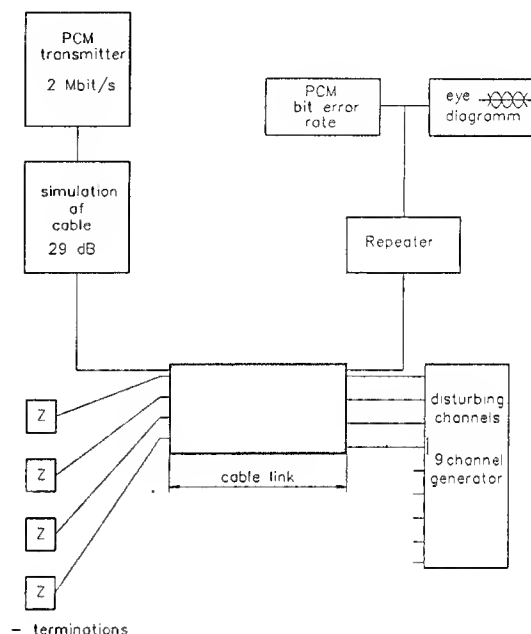 PCM
transmitter
2 Mbit/s
PCM
bit error
rate
eye
diagramm
simulation
of
cable
29 dB
Repeater
Z
Z
Z
Z
disturbing
channels
9 channel
generator
cable link
– terminations